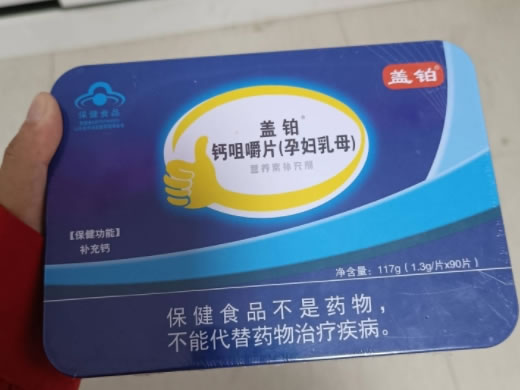 保健食品
盖铂®
盖铂®
钙咀嚼片(孕妇乳母)
营养素补充剂
【保健功能】
补充钙
净含量: 117g (1.3g/片x90片)
保健食品不是药物,
不能代替药物治疗疾病。